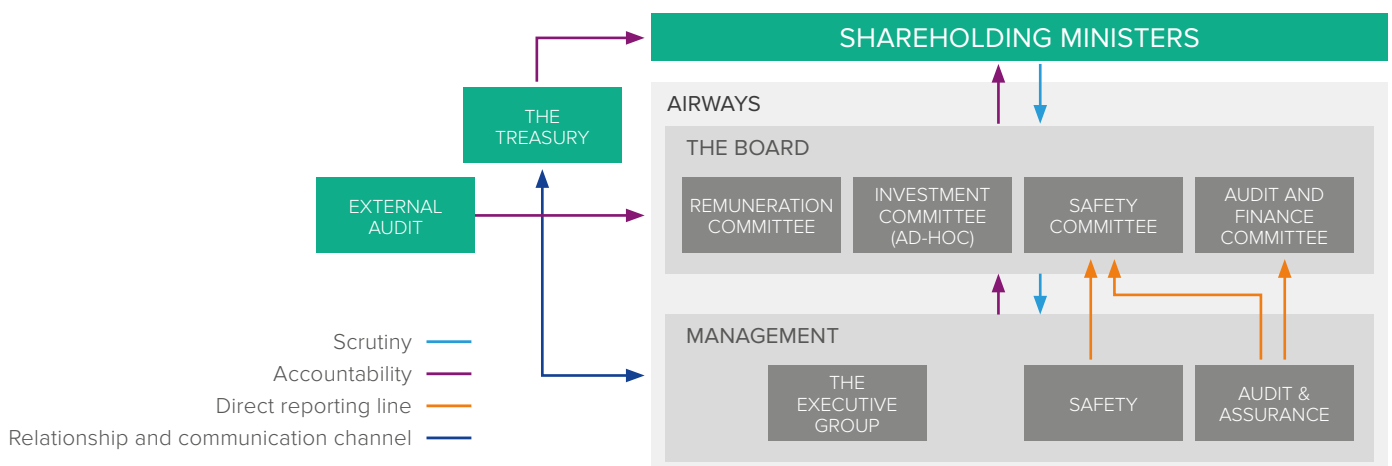 SHAREHOLDING MINISTERS
THE
TREASURY
EXTERNAL
AUDIT
AIRWAYS
THE BOARD
REMUNERATION
COMMITTEE
INVESTMENT
COMMITTEE
(AD-HOC)
SAFETY
COMMITTEE
AUDIT AND
FINANCE
COMMITTEE
MANAGEMENT
THE
EXECUTIVE
GROUP
SAFETY
AUDIT &
ASSURANCE
Scrutiny
Accountability
Direct reporting line
Relationship and communication channel